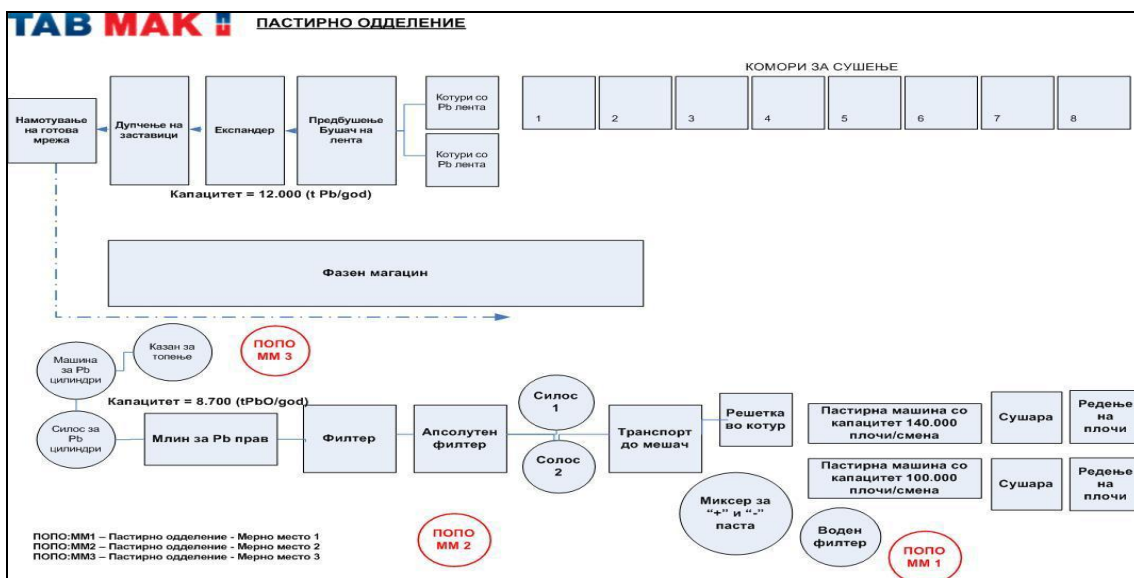 TAB МАК
ПАСТИРНО ОДДЕЛЕНИЕ
КОМОРИ ЗА СУШЕЊЕ
Намотување
на готова
мрежа
Дупчење на
заставици
Експандер
Предбушење
Бушач на
лента
Котури со
Pb лента
Котури со
Pb лента
1
2
3
4
5
6
7
8
Капацитет = 12.000 (t Pb/god)
Фазен магацин
Машина
за Pb
цилиндри
Казан за
топење
ПОПО
ММ 3
Капацитет = 8.700 (tPbO/god)
Силос за
Pb
цилиндри
Млин за Pb прав
Филтер
Апсолутен
филтер
Силос
1
Солос
2
Транспорт
до мешач
Решетка
во котур
Пастирна машина со
капацитет 140.000
плочи/смена
Сушара
Редење
на
плочи
Пастирна машина со
капацитет 100.000
плочи/смена
Сушара
Редење
на
плочи
Миксер за
“+” и “-”
паста
Воден
филтер
ПОПО
ММ 2
ПОПО
ММ 1
ПОПО:ММ1 – Пастирно одделение - Мерно место 1
ПОПО:ММ2 – Пастирно одделение - Мерно место 2
ПОПО:ММ3 – Пастирно одделение - Мерно место 3